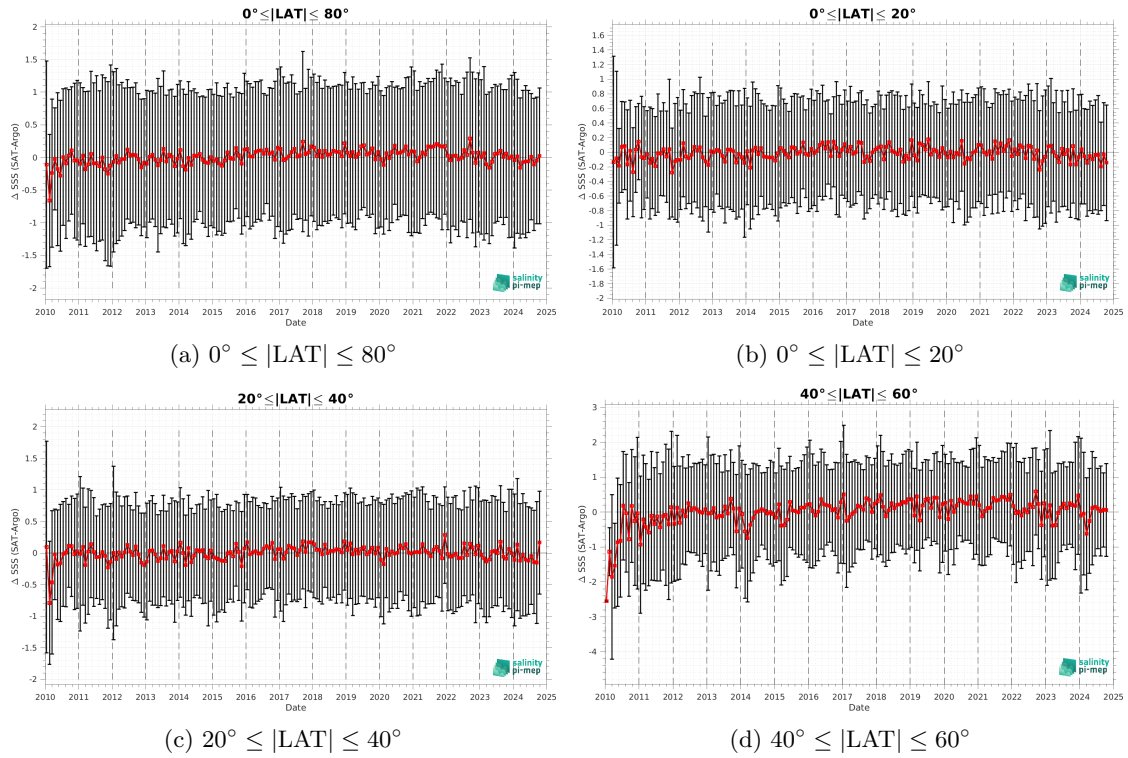 0°≤|LAT|≤ 80°
2
1.5
1
0.5
0
-0.5
-1
-1.5
-2
Δ SSS (SAT-Argo)
2010 2011 2012 2013 2014 2015 2016 2017 2018 2019 2020 2021 2022 2023 2024 2025
Date
salinity
pi-mep
(a) 0° ≤ |LAT| ≤ 80°
0°≤|LAT|≤ 20°
1.6
1.4
1.2
1
0.8
0.6
0.4
0.2
0
-0.2
-0.4
-0.6
-0.8
-1
-1.2
-1.4
-1.6
-1.8
-2
Δ SSS (SAT-Argo)
2010 2011 2012 2013 2014 2015 2016 2017 2018 2019 2020 2021 2022 2023 2024 2025
Date
salinity
pi-mep
(b) 0° ≤ |LAT| ≤ 20°
20°≤|LAT|≤ 40°
2
1.5
1
0.5
0
-0.5
-1
-1.5
-2
Δ SSS (SAT-Argo)
2010 2011 2012 2013 2014 2015 2016 2017 2018 2019 2020 2021 2022 2023 2024 2025
Date
salinity
pi-mep
(c) 20° ≤ |LAT| ≤ 40°
40°≤|LAT|≤ 60°
3
2
1
0
-1
-2
-3
-4
Δ SSS (SAT-Argo)
2010 2011 2012 2013 2014 2015 2016 2017 2018 2019 2020 2021 2022 2023 2024 2025
Date
salinity
pi-mep
(d) 40° ≤ |LAT| ≤ 60°